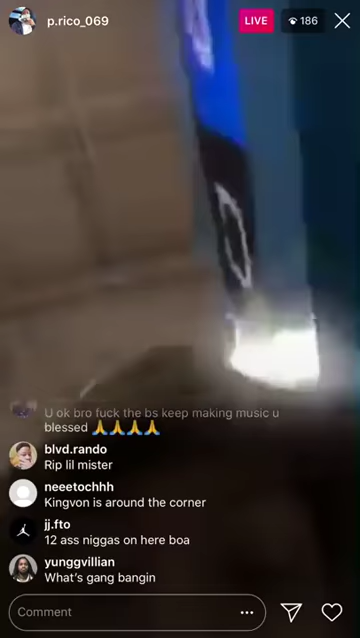 p.rico_069
LIVE
186
U ok bro fuck the bs keep making music u
blessed 🙏🙏🙏🙏
blvd.rando
Rip lil mister
neeetochhh
Kingvon is around the corner
jj.fto
12 ass niggas on here boa
yunggvillian
What's gang bangin
Comment